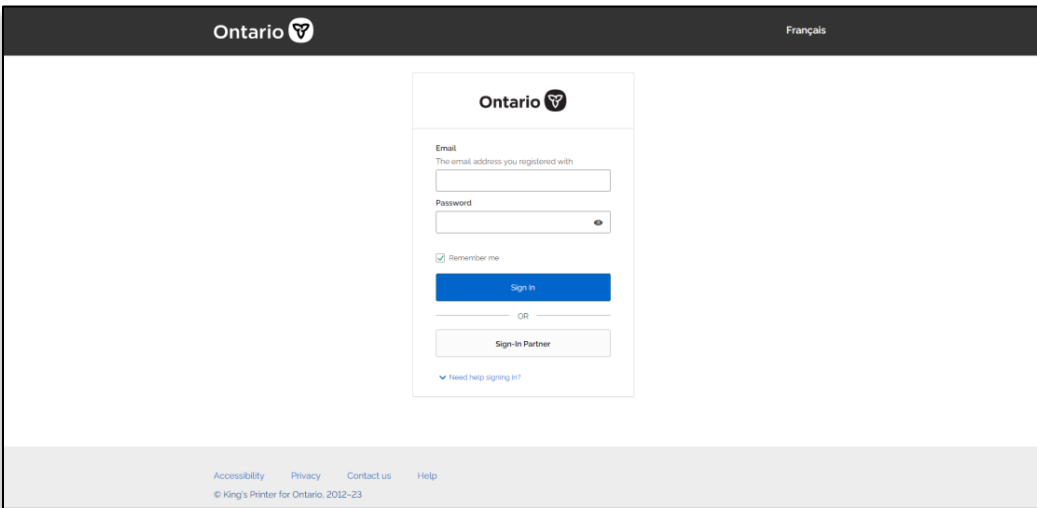 Ontario
Français
Ontario
Email
The email address you registered with
Password
Remember me
Sign In
OR
Sign-In Partner
Need help signing in?
Accessibility Privacy Contact us Help
© King's Printer for Ontario, 2012–23